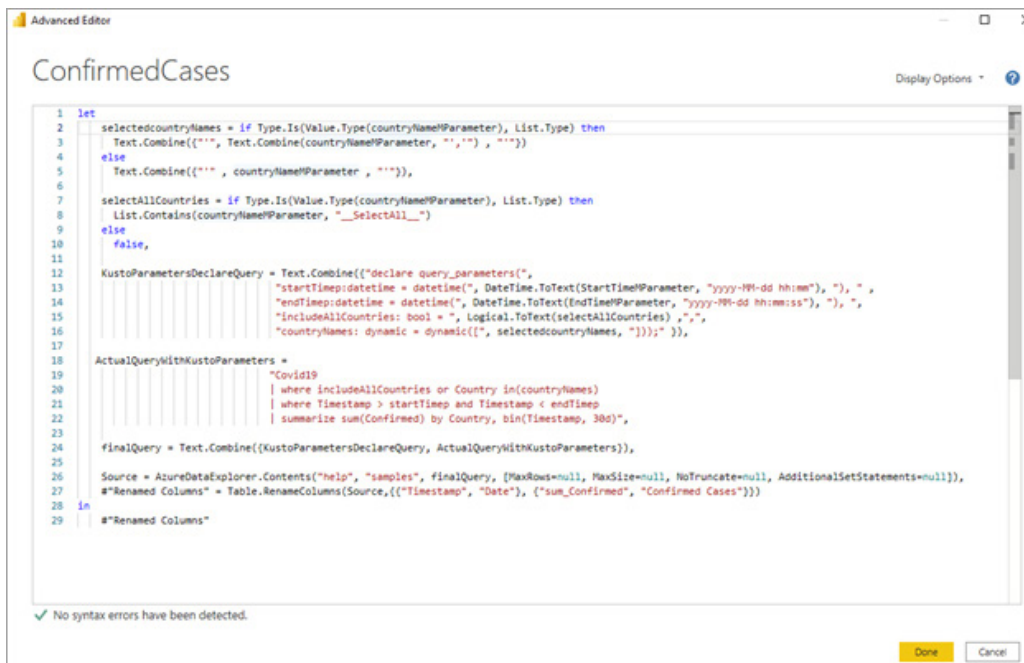 Advanced Editor
ConfirmedCases
Display Options
1 let
2 selectedcountryNames = if Type.Is(Value.Type(countryNameMParameter), List.Type) then
3 Text.Combine({"'", Text.Combine(countryNameMParameter, "','") , "'"})
4 else
5 Text.Combine({"'" , countryNameMParameter , "'"}),
6
7 selectAllCountries = if Type.Is(Value.Type(countryNameMParameter), List.Type) then
8 List.Contains(countryNameMParameter, "__SelectAll__")
9 else
10 false,
11
12 KustoParametersDeclareQuery = Text.Combine({"declare query_parameters(",
13 "startTimep:datetime = datetime(", DateTime.ToText(StartTimeMParameter, "yyyy-MM-dd hh:mm"), "), " ,
14 "endTimep:datetime = datetime(", DateTime.ToText(EndTimeMParameter, "yyyy-MM-dd hh:mm:ss"), "), ",
15 "includeAllCountries: bool = ", Logical.ToText(selectAllCountries) ,",",
16 "countryNames: dynamic = dynamic([", selectedcountryNames, "]));" }),
17
18 ActualQueryWithKustoParameters =
19 "Covid19
20 | where includeAllCountries or Country in(countryNames)
21 | where Timestamp > startTimep and Timestamp < endTimep
22 | summarize sum(Confirmed) by Country, bin(Timestamp, 30d)",
23
24 finalQuery = Text.Combine({KustoParametersDeclareQuery, ActualQueryWithKustoParameters}),
25
26 Source = AzureDataExplorer.Contents("help", "samples", finalQuery, [MaxRows=null, MaxSize=null, NoTruncate=null, AdditionalSetStatements=null]),
27 #"Renamed Columns" = Table.RenameColumns(Source,{{"Timestamp", "Date"}, {"sum_Confirmed", "Confirmed Cases"}})
28 in
29 #"Renamed Columns"
No syntax errors have been detected.
Done
Cancel